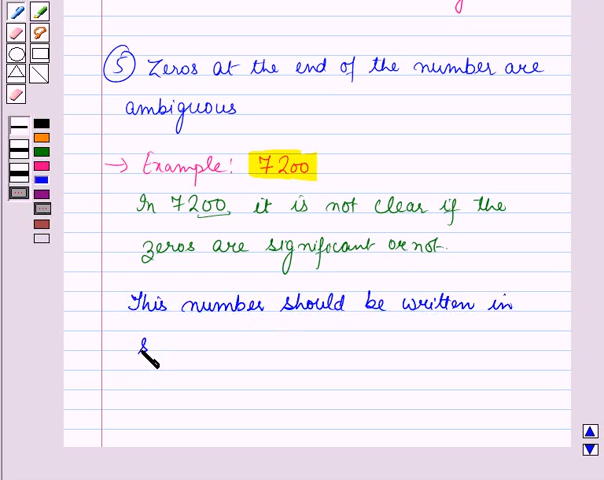 ⑤ Zeros at the end of the number are
ambiguous
→ Example: 7200
In 7200 it is not clear if the
zeros are significant or not.
This number should be written in
s